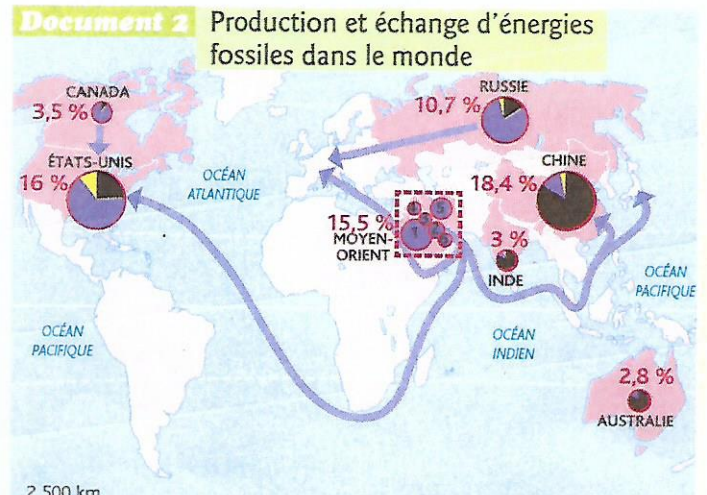 Document 2 Production et échange d'énergies
fossiles dans le monde
CANADA
3,5 %
RUSSIE
10,7 %
ÉTATS-UNIS
16 %
OCÉAN
ATLANTIQUE
CHINE
18,4 %
15,5 %
MOYEN-
ORIENT
1
5
3 %
INDE
OCÉAN
PACIFIQUE
OCÉAN
PACIFIQUE
OCÉAN
INDIEN
2,8 %
AUSTRALIE
2 500 km